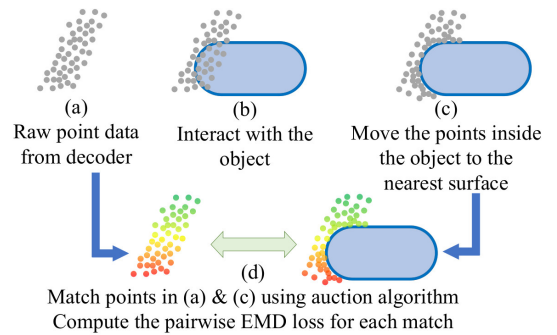 (a)
Raw point data
from decoder
(b)
Interact with the
object
(c)
Move the points inside
the object to the
nearest surface
(d)
Match points in (a) & (c) using auction algorithm
Compute the pairwise EMD loss for each match